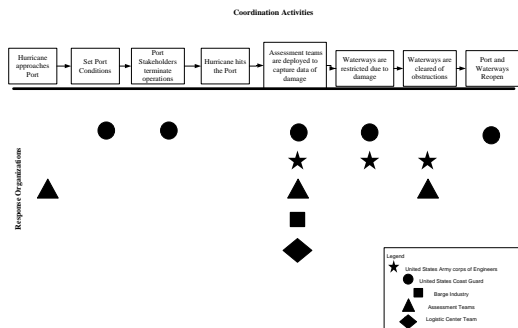 Coordination Activities
Hurricane
approaches
Port
Set Port
Conditions
Port
Stakeholders
terminate
operations
Hurricane hits
the Port
Assessment teams
are deployed to
capture data of
damage
Waterways are
restricted due to
damage
Waterways are
cleared of
obstructions
Port and
Waterways
Reopen
Response Organizations
Legend
United States Army corps of Engineers
United States Coast Guard
Barge Industry
Assessment Teams
Logistic Center Team